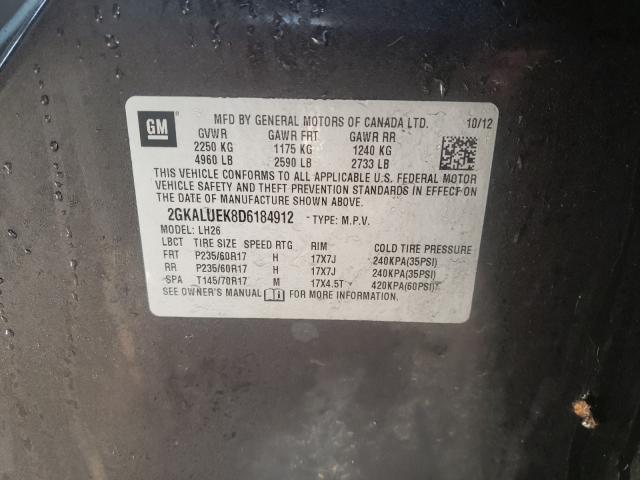 GM
MFD BY GENERAL MOTORS OF CANADA LTD. 10/12
GVWR GAWR FRT GAWR RR
2250 KG 1175 KG 1240 KG
4960 LB 2590 LB 2733 LB
THIS VEHICLE CONFORMS TO ALL APPLICABLE U.S. FEDERAL MOTOR
VEHICLE SAFETY AND THEFT PREVENTION STANDARDS IN EFFECT ON
THE DATE OF MANUFACTURE SHOWN ABOVE.
2GKALUEK8D6184912 TYPE: M.P.V.
MODEL: LH26
LBCT TIRE SIZE SPEED RTG RIM COLD TIRE PRESSURE
FRT P235/60R17 H 17X7J 240KPA(35PSI)
RR P235/60R17 H 17X7J 240KPA(35PSI)
SPA T145/70R17 M 17X4.5T 420KPA(60PSI)
SEE OWNER'S MANUAL FOR MORE INFORMATION.